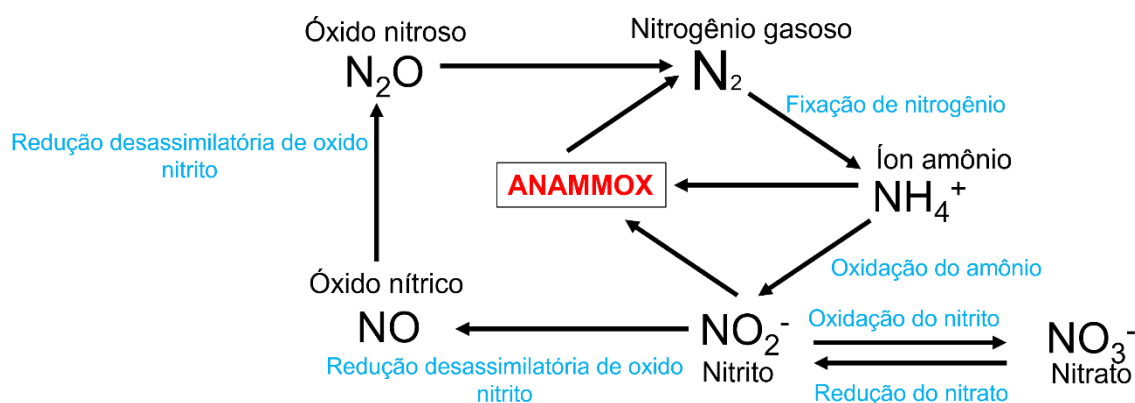 Óxido nitroso
N₂O
Nitrogênio gasoso
N₂
Fixação de nitrogênio
Redução desassimilatória de oxido
nitrito
Íon amônio
NH₄⁺
ANAMMOX
Oxidação do amônio
Óxido nítrico
NO
NO₂⁻
Nitrito
Oxidação do nitrito
NO₃⁻
Nitrato
Redução desassimilatória de oxido
nitrito
Redução do nitrato